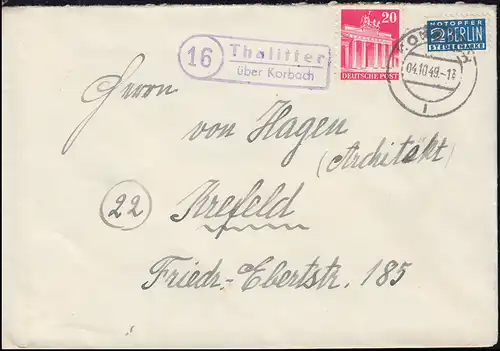 16 Thalitter
über Korbach
20
DEUTSCHE POST
NOTOPFER
2 BERLIN
STEUERMARKE
04.10.49.-13
Herrn
von Hagen
(Architekt)
22 Krefeld
Friedr.-Ebertstr. 185